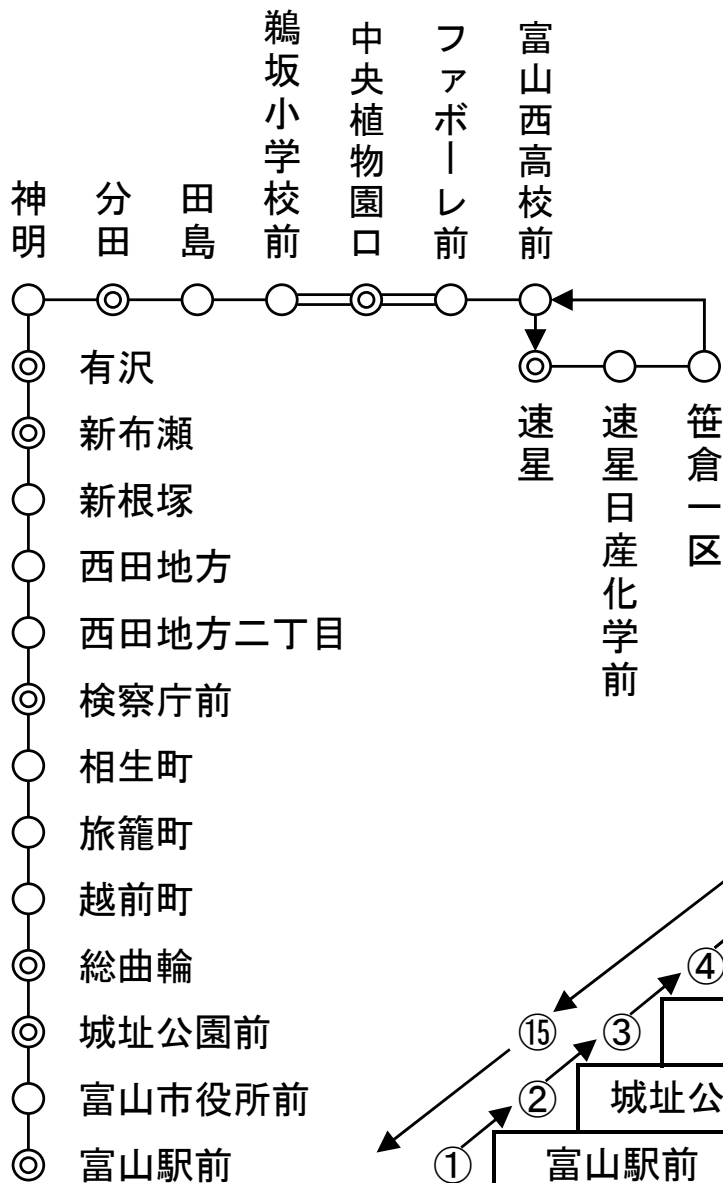 神明
分田
田島
鵜坂小学校前
中央植物園口
ファボーレ前
富山西高校前
速星
速星日産化学前
笹倉一区
有沢
新布瀬
新根塚
西田地方
西田地方二丁目
検察庁前
相生町
旅籠町
越前町
総曲輪
城址公園前
富山市役所前
富山駅前
④
⑮ ③
② 城址公
① 富山駅前